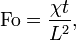 Fo = χt / L²,